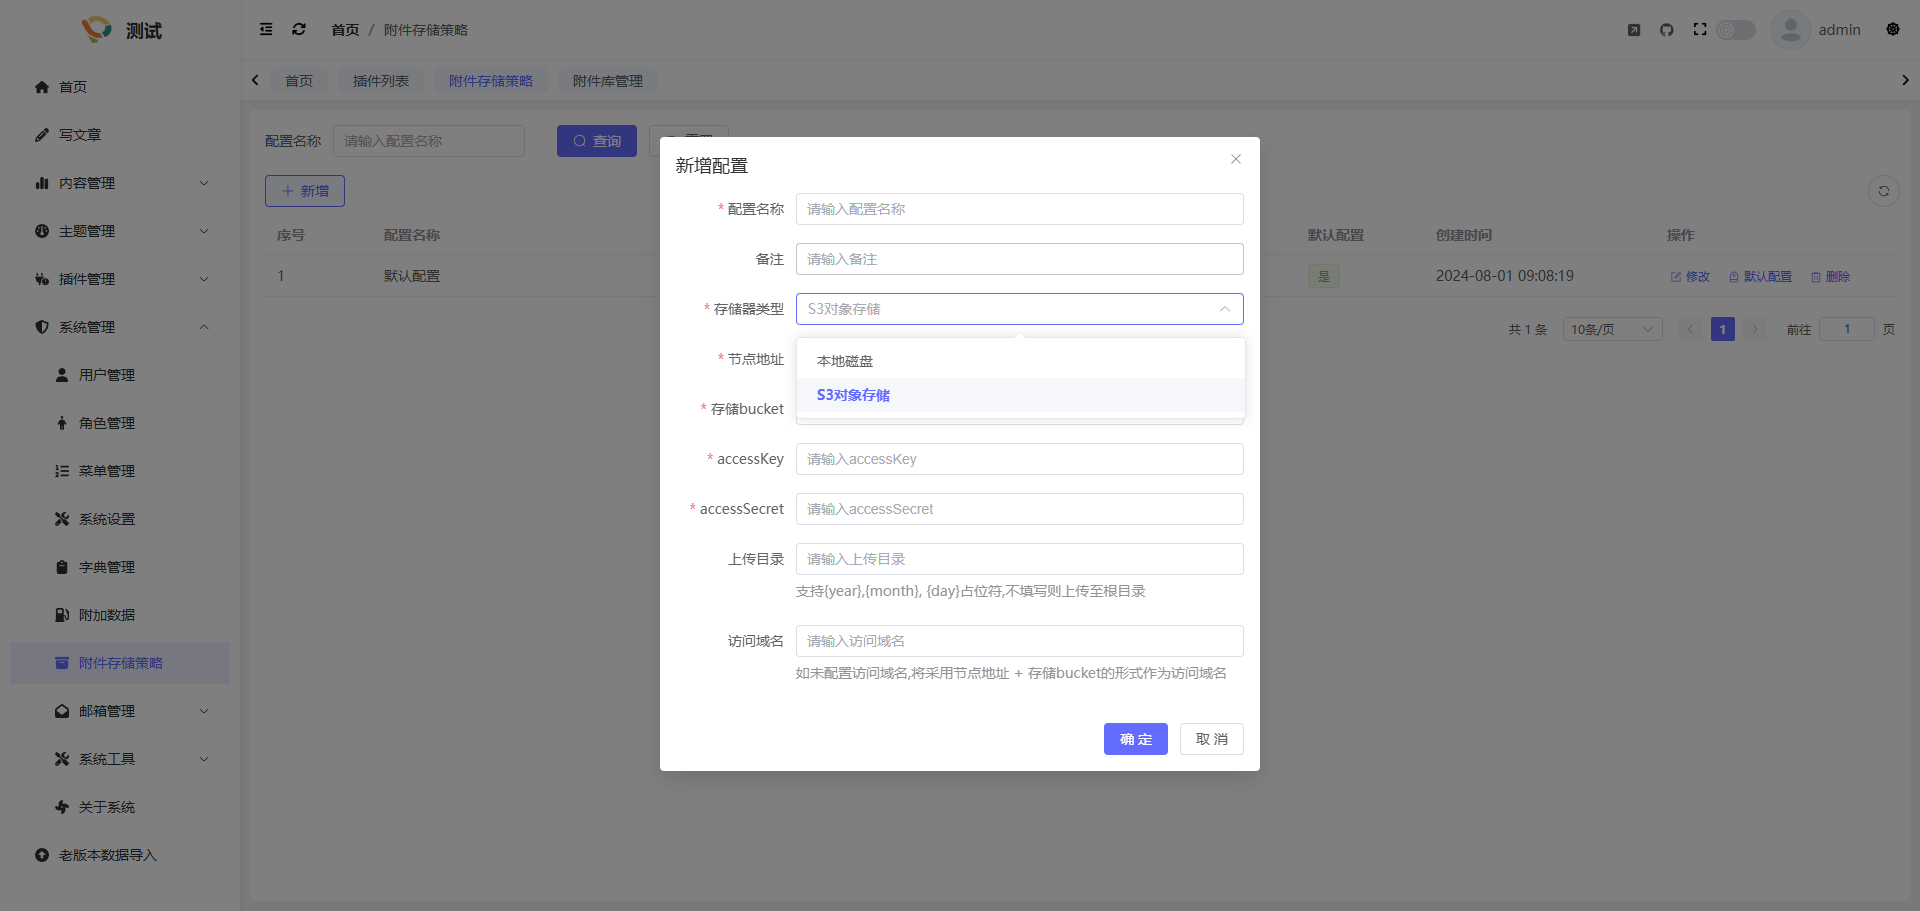 测试
首页 / 附件存储策略
admin
首页
插件列表
附件存储策略
附件库管理
首页
写文章
内容管理
主题管理
插件管理
系统管理
用户管理
角色管理
菜单管理
系统设置
字典管理
附加数据
附件存储策略
邮箱管理
系统工具
关于系统
老版本数据导入
配置名称 请输入配置名称 查询
新增
序号 配置名称 默认配置 创建时间 操作
1 默认配置 是 2024-08-01 09:08:19 修改 默认配置 删除
共 1 条 10条/页 1 前往 1 页
新增配置
* 配置名称 请输入配置名称
备注 请输入备注
* 存储器类型 S3对象存储
* 节点地址
本地磁盘
S3对象存储
* 存储bucket
* accessKey 请输入accessKey
* accessSecret 请输入accessSecret
上传目录 请输入上传目录
支持{year},{month}, {day}占位符,不填写则上传至根目录
访问域名 请输入访问域名
如未配置访问域名,将采用节点地址 + 存储bucket的形式作为访问域名
确 定 取 消